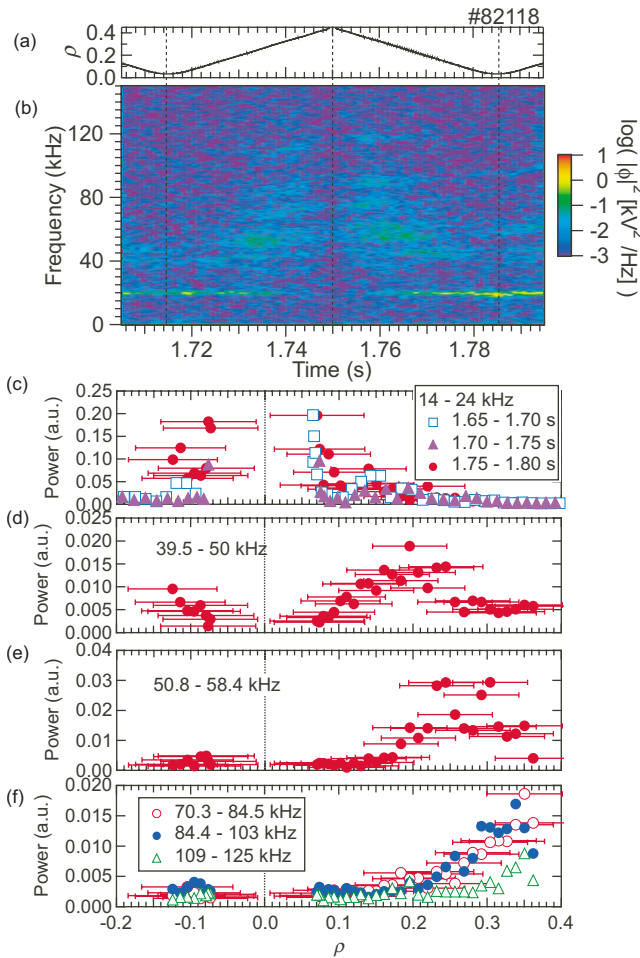 #82118
(a)
ρ
0.4
0.2
0.0
(b)
Frequency (kHz)
120
80
40
0
1.72
1.74
1.76
1.78
Time (s)
1
0
-1
-2
-3
log( |ϕ|² [kV²/Hz] )
(c)
Power (a.u.)
0.25
0.20
0.15
0.10
0.05
0.00
14 - 24 kHz
1.65 - 1.70 s
1.70 - 1.75 s
1.75 - 1.80 s
(d)
Power (a.u.)
0.025
0.020
0.015
0.010
0.005
0.000
39.5 - 50 kHz
(e)
Power (a.u.)
0.04
0.03
0.02
0.01
0.00
50.8 - 58.4 kHz
(f)
Power (a.u.)
0.020
0.015
0.010
0.005
0.000
70.3 - 84.5 kHz
84.4 - 103 kHz
109 - 125 kHz
-0.2
-0.1
0.0
0.1
0.2
0.3
0.4
ρ